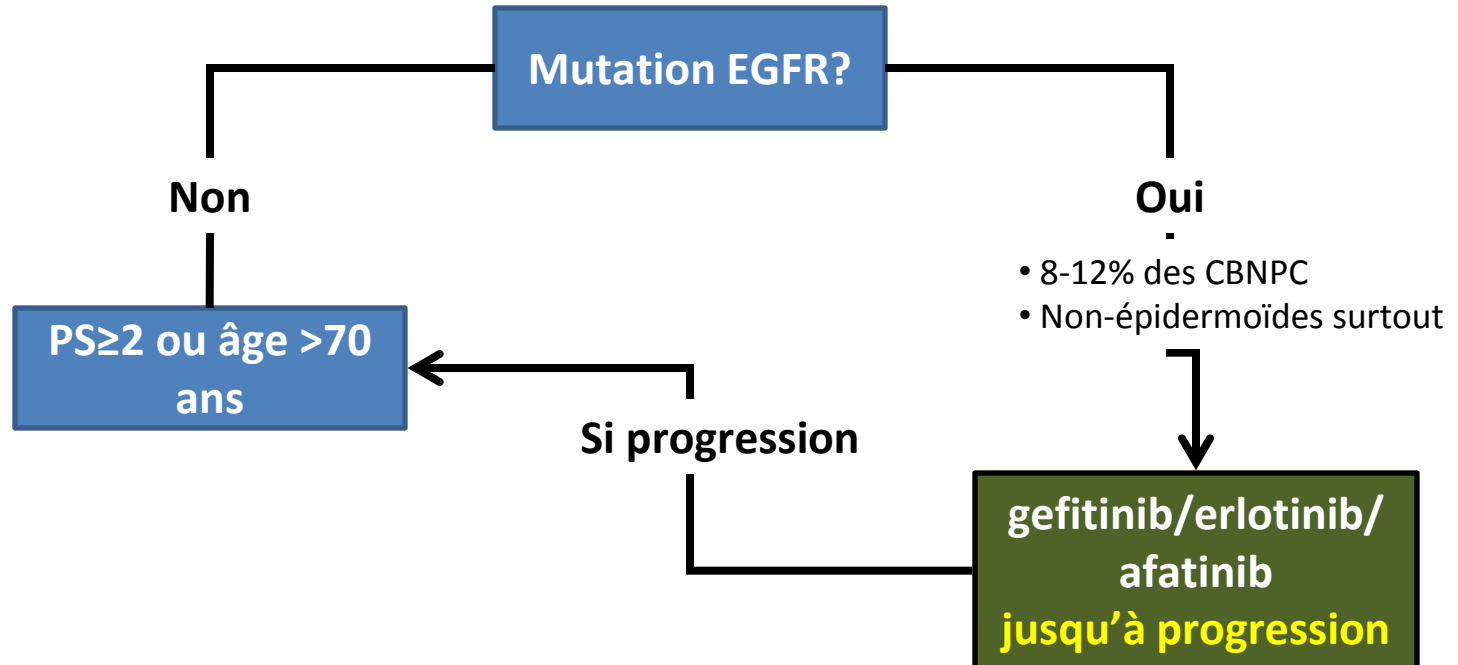 Mutation EGFR?
Non
Oui
• 8-12% des CBNPC
• Non-épidermoïdes surtout
PS≥2 ou âge >70
ans
Si progression
gefitinib/erlotinib/
afatinib
jusqu’à progression